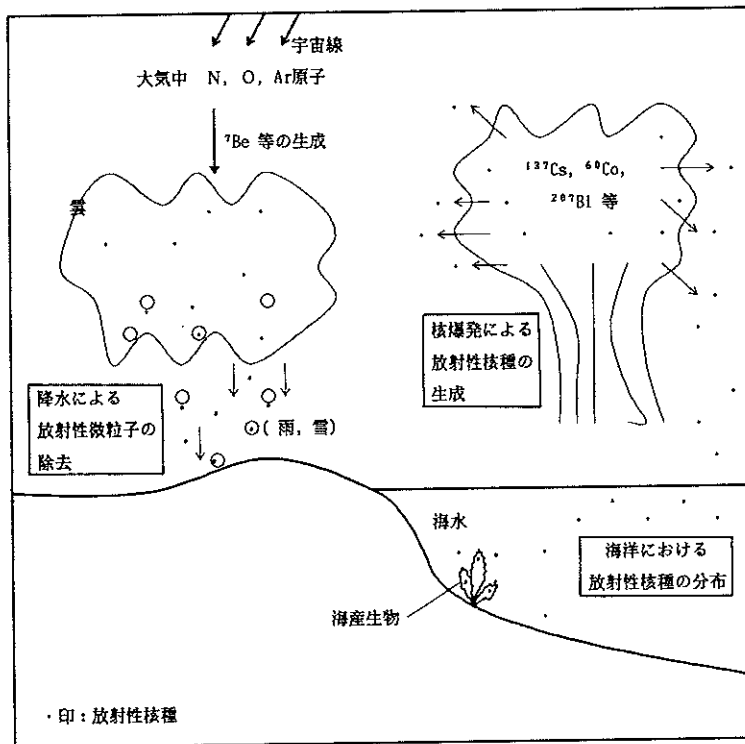 宇宙線
大気中 N, O, Ar原子
⁷Be 等の生成
雲
¹³⁷Cs, ⁶⁰Co,
²⁰⁷Bi 等
核爆発による
放射性核種の
生成
降水による
放射性微粒子の
除去
(雨, 雪)
海水
海洋における
放射性核種の分布
海産生物
・印:放射性核種